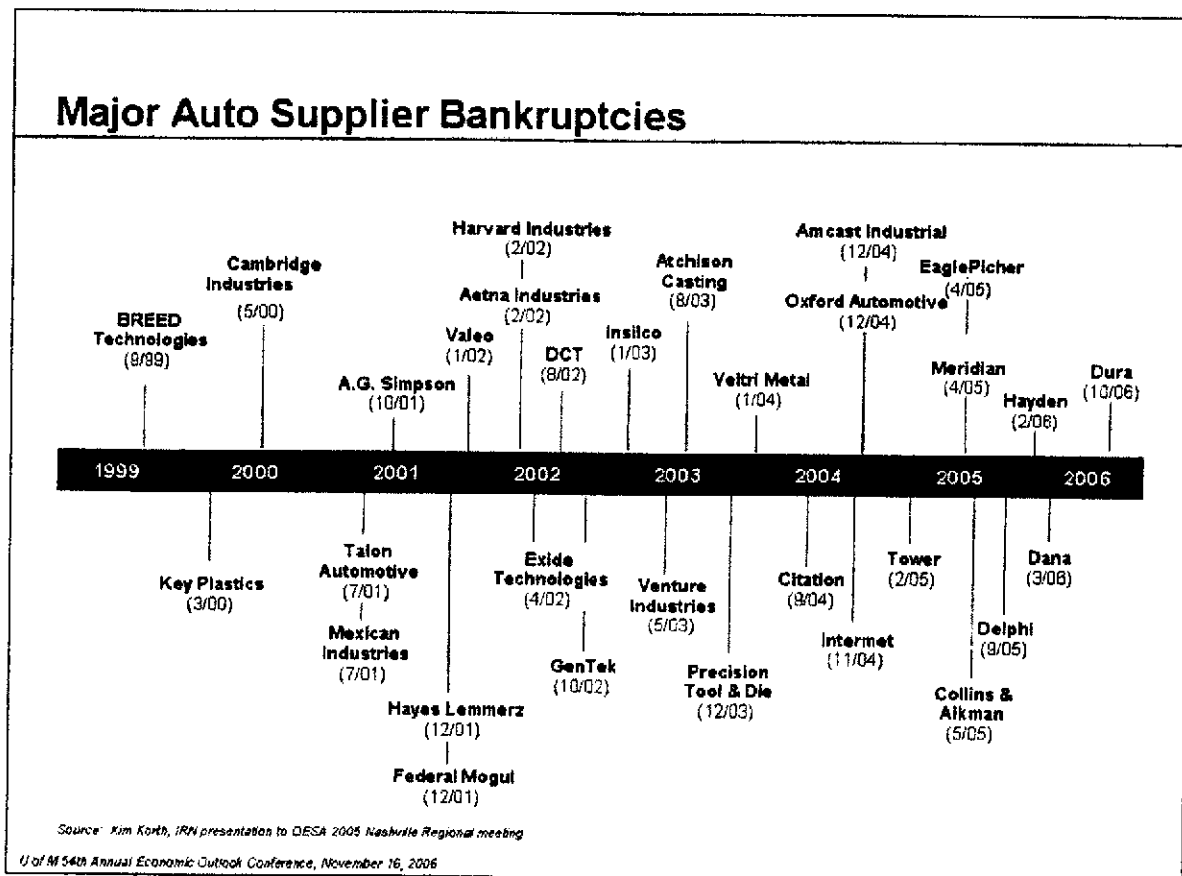 Major Auto Supplier Bankruptcies
Harvard Industries
(2/02)
Amcast Industrial
(12/04)
Cambridge
Industries
(5/00)
Atchison
Casting
(8/03)
EaglePicher
(4/05)
Aetna Industries
(2/02)
Oxford Automotive
(12/04)
BREED
Technologies
(9/99)
Valeo
(1/02)
Insilco
(1/03)
DCT
(8/02)
A.G. Simpson
(10/01)
Veltri Metal
(1/04)
Meridian
(4/05)
Dura
(10/06)
Hayden
(2/06)
1999 2000 2001 2002 2003 2004 2005 2006
Key Plastics
(3/00)
Talon
Automotive
(7/01)
Mexican
Industries
(7/01)
Hayes Lemmerz
(12/01)
Federal Mogul
(12/01)
Exide
Technologies
(4/02)
GenTek
(10/02)
Venture
Industries
(5/03)
Precision
Tool & Die
(12/03)
Citation
(9/04)
Intermet
(11/04)
Tower
(2/05)
Collins &
Aikman
(5/05)
Delphi
(9/05)
Dana
(3/06)
Source: Kim Korth, IRN presentation to OESA 2005 Nashville Regional meeting
U of M 54th Annual Economic Outlook Conference, November 16, 2006